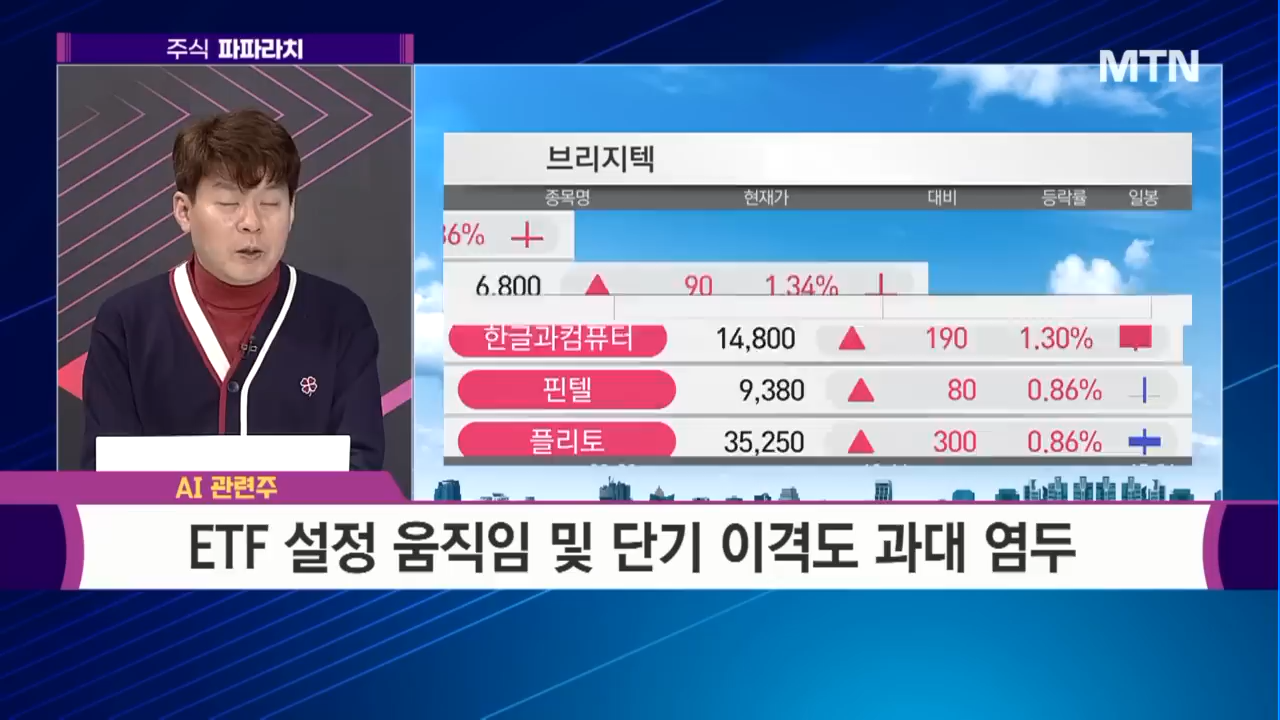 주식 파파라치
MTN
브리지텍
종목명 현재가 대비 등락률 일봉
36%
6,800 ▲ 90 1.34%
한글과컴퓨터 14,800 ▲ 190 1.30%
핀텔 9,380 ▲ 80 0.86%
플리토 35,250 ▲ 300 0.86%
AI 관련주
ETF 설정 움직임 및 단기 이격도 과대 염두